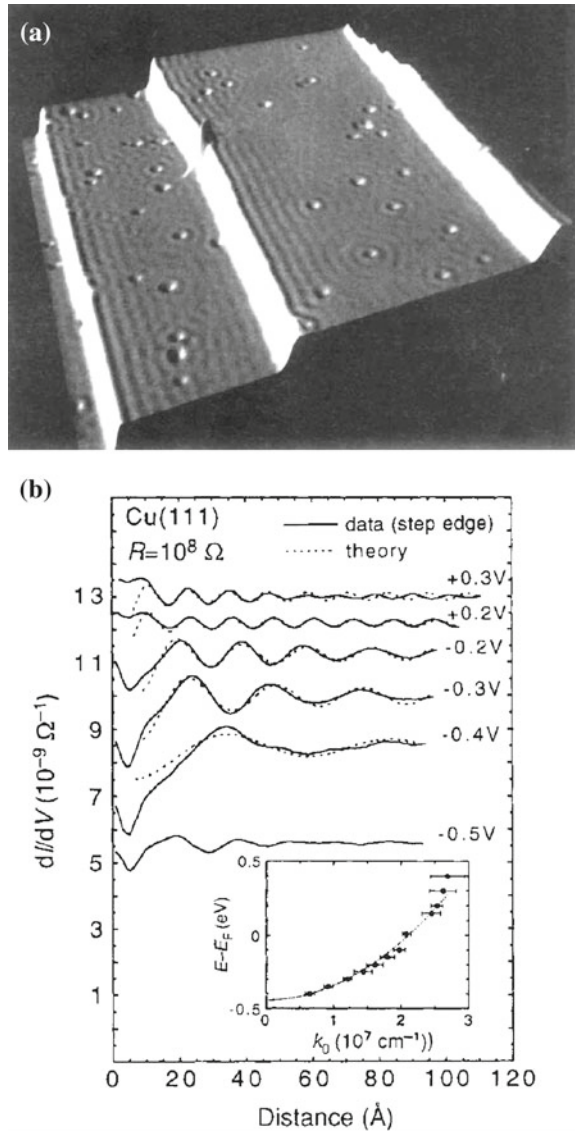 (a)
(b)
Cu(111)
R=10⁸ Ω
data (step edge)
theory
+0.3V
+0.2V
-0.2V
-0.3V
-0.4V
-0.5V
13
11
9
7
5
3
1
dI/dV (10⁻⁹ Ω⁻¹)
0.5
0
-0.5
E-E_F (eV)
0 1 2 3
k₀ (10⁷ cm⁻¹))
0 20 40 60 80 100 120
Distance (Å)